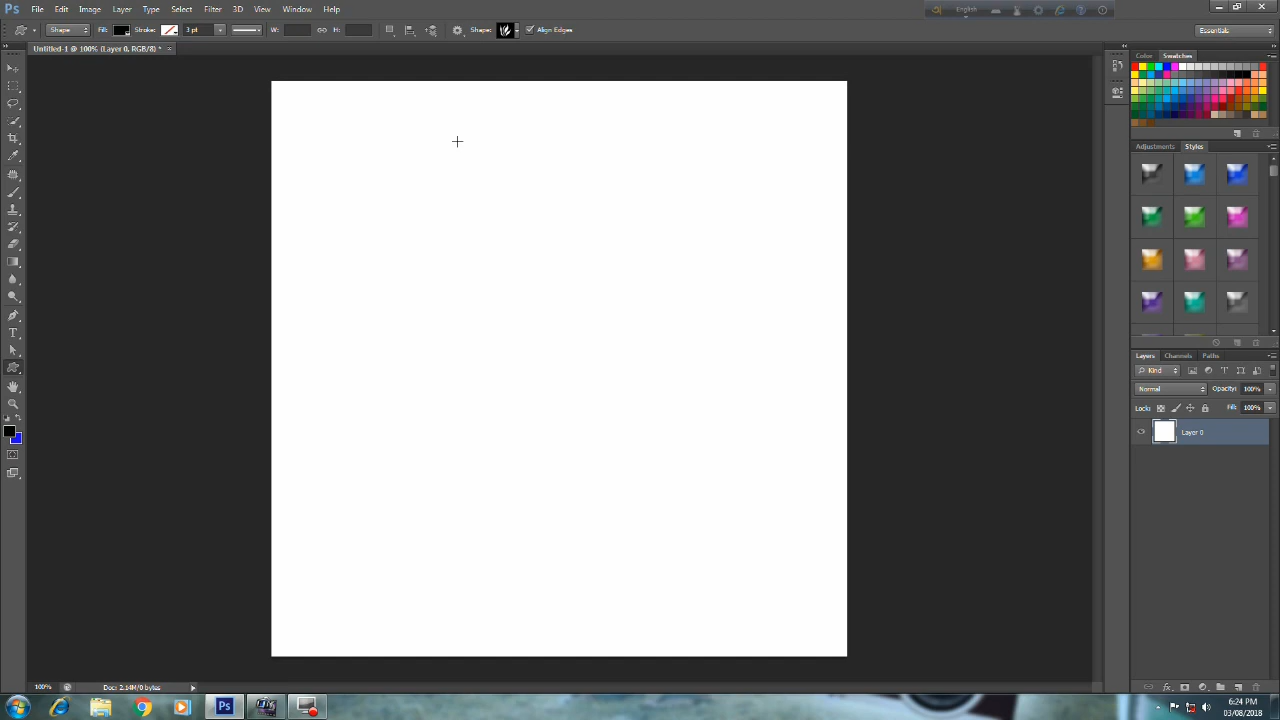 Ps File Edit Image Layer Type Select Filter 3D View Window Help
English
Shape Fill: Stroke: 3 pt W: H: Shape: Align Edges Essentials
Untitled-1 @ 100% (Layer 0, RGB/8) * ×
Color Swatches
Adjustments Styles
Layers Channels Paths
Kind
Normal Opacity: 100%
Lock: Fill: 100%
Layer 0
100% Doc: 2.14M/0 bytes
Ps
6:24 PM
03/08/2018